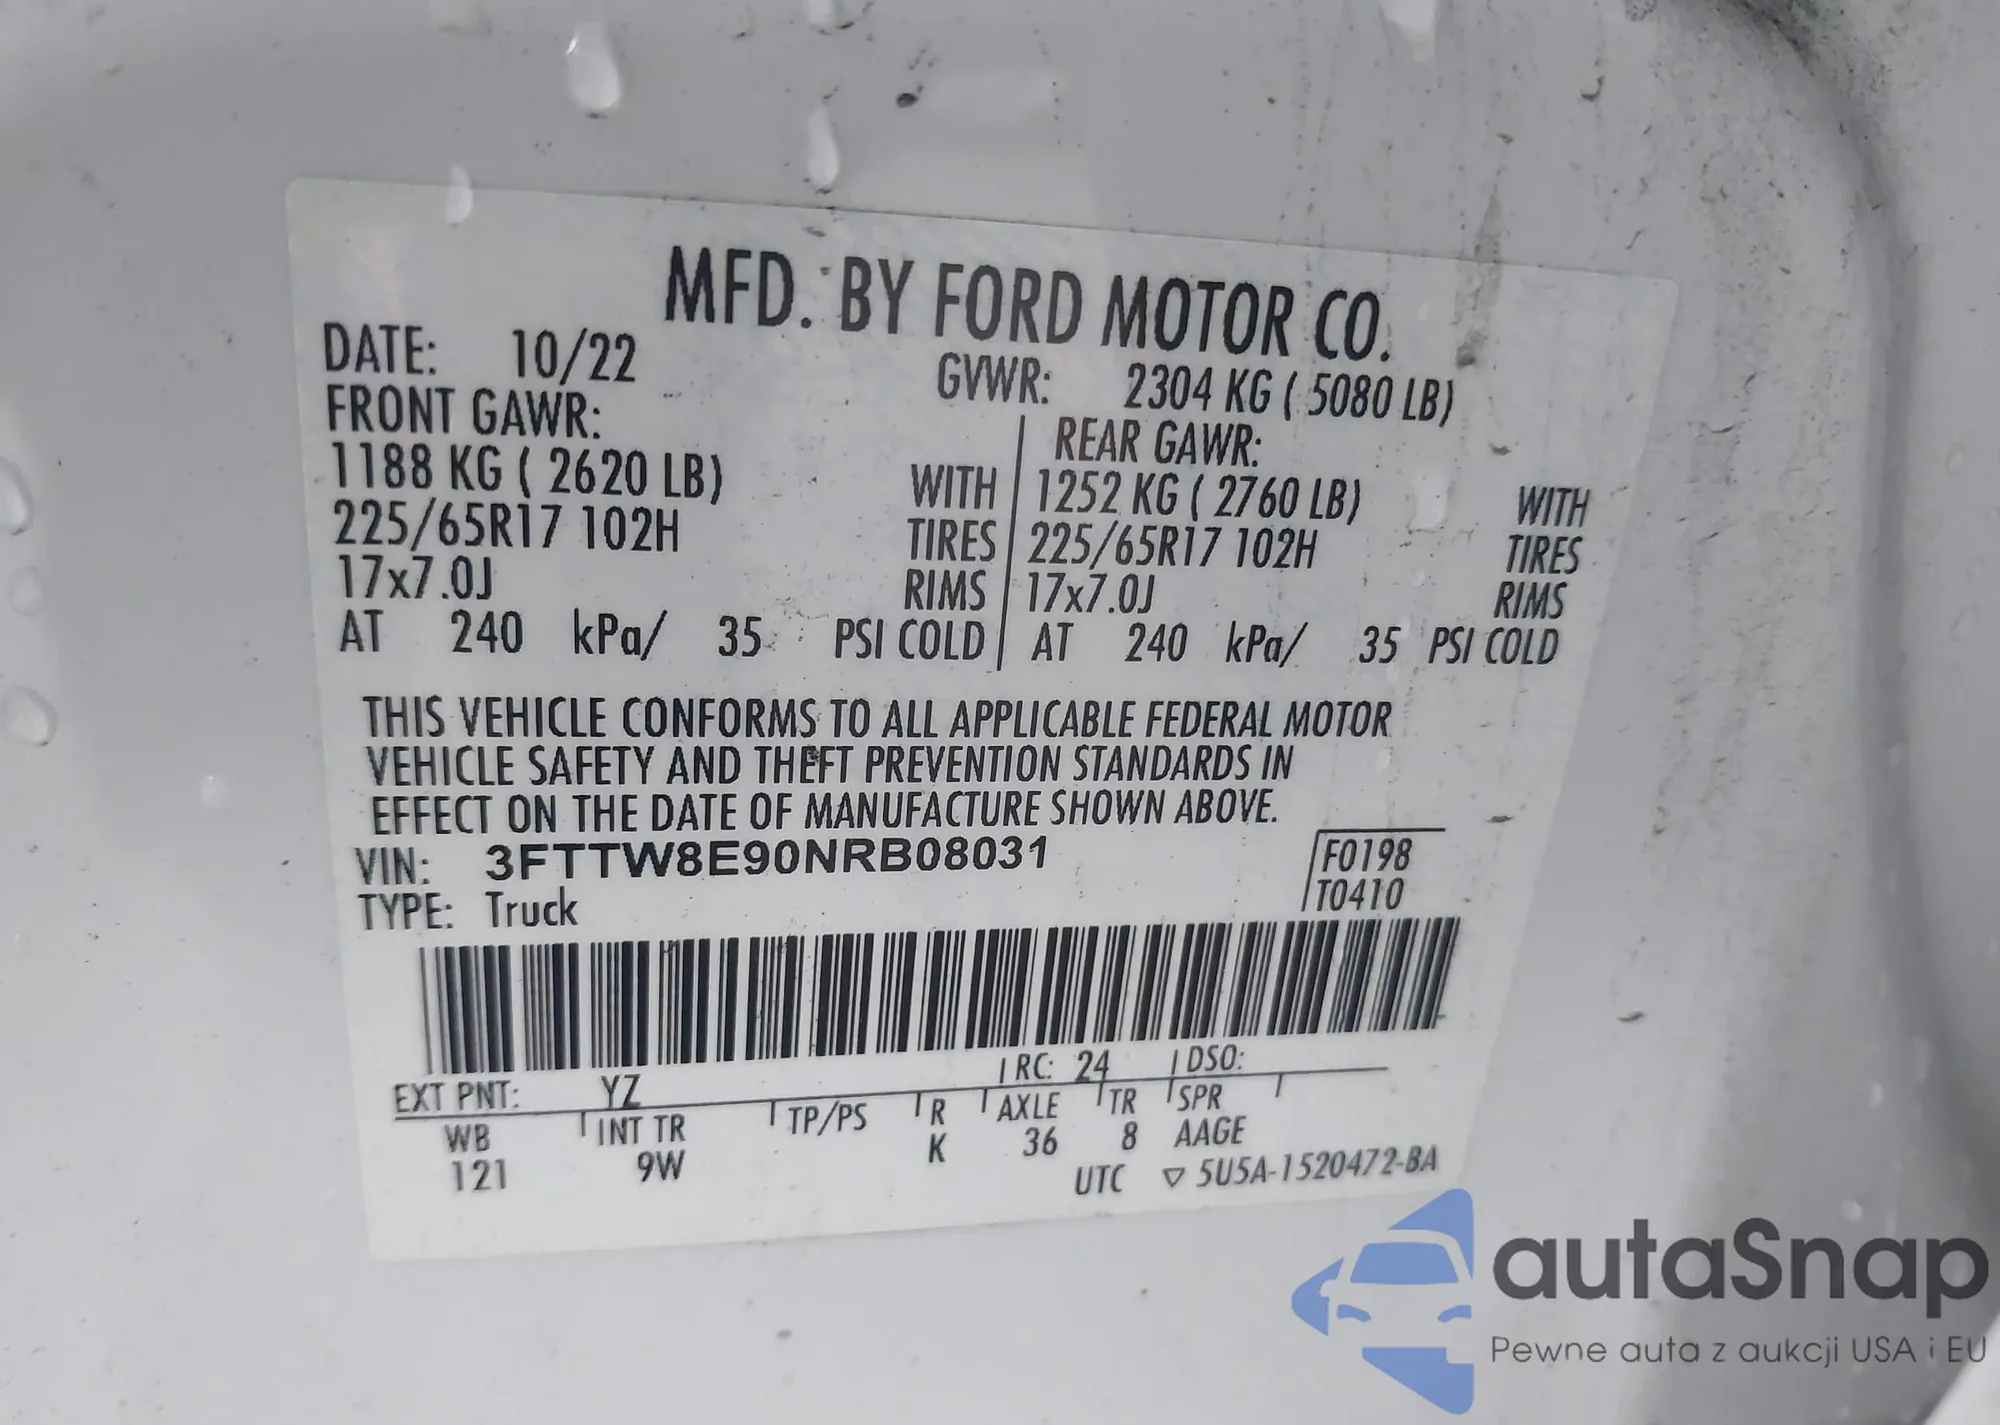 MFD. BY FORD MOTOR CO.
DATE: 10/22 GVWR: 2304 KG ( 5080 LB)
FRONT GAWR: REAR GAWR:
1188 KG ( 2620 LB) WITH 1252 KG ( 2760 LB) WITH
225/65R17 102H TIRES 225/65R17 102H TIRES
17x7.0J RIMS 17x7.0J RIMS
AT 240 kPa/ 35 PSI COLD AT 240 kPa/ 35 PSI COLD
THIS VEHICLE CONFORMS TO ALL APPLICABLE FEDERAL MOTOR
VEHICLE SAFETY AND THEFT PREVENTION STANDARDS IN
EFFECT ON THE DATE OF MANUFACTURE SHOWN ABOVE.
VIN: 3FTTW8E90NRB08031 F0198
TYPE: Truck T0410
EXT PNT: YZ RC: 24 DSO:
WB INT TR TP/PS R AXLE TR SPR
121 9W K 36 8 AAGE
UTC ▽ 5U5A-1520472-BA
autaSnap
Pewne auta z aukcji USA i EU